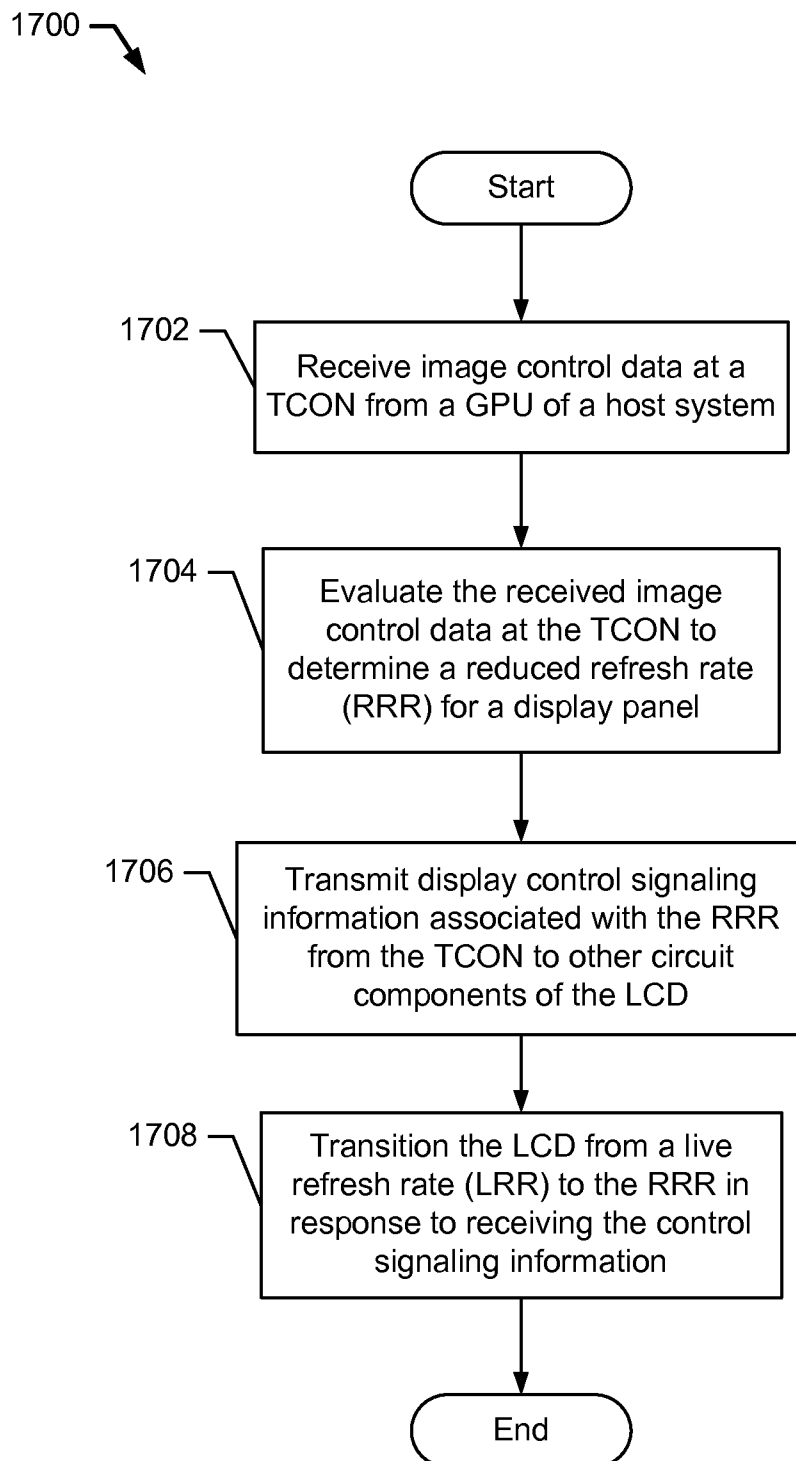 1700
Start
1702
Receive image control data at a
TCON from a GPU of a host system
1704
Evaluate the received image
control data at the TCON to
determine a reduced refresh rate
(RRR) for a display panel
1706
Transmit display control signaling
information associated with the RRR
from the TCON to other circuit
components of the LCD
1708
Transition the LCD from a live
refresh rate (LRR) to the RRR in
response to receiving the control
signaling information
End